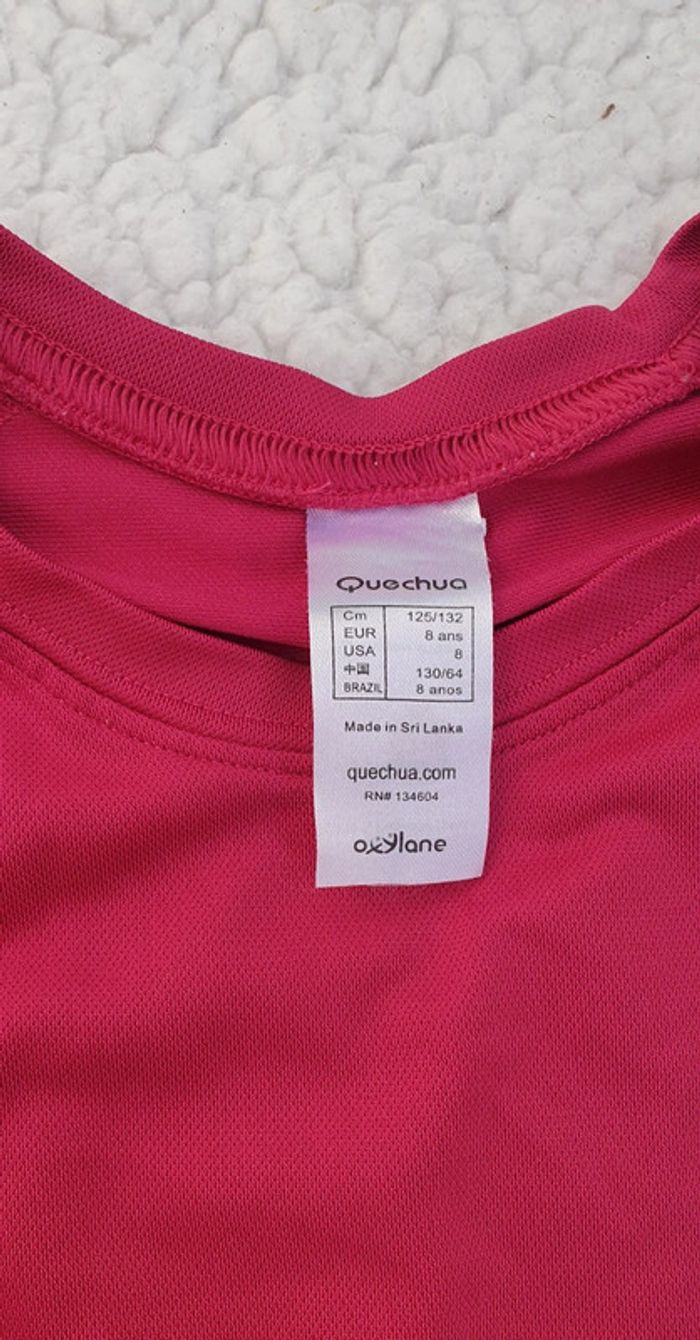 Quechua
Cm 125/132
EUR 8 ans
USA 8
中国 130/64
BRAZIL 8 anos
Made in Sri Lanka
quechua.com
RN# 134604
oxylane